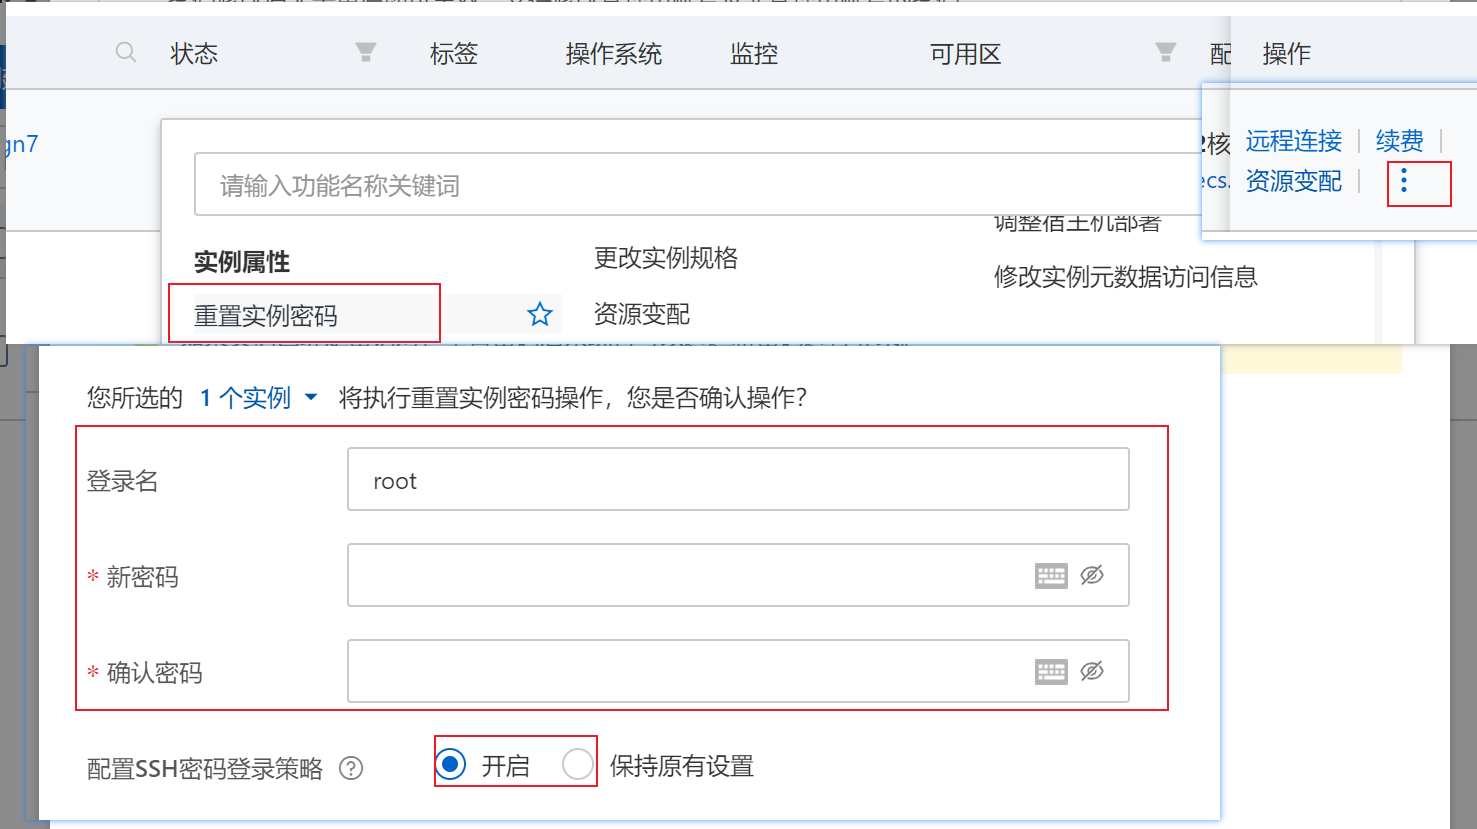 状态 标签 操作系统 监控 可用区 配 操作
gn7
2核
远程连接 续费
ecs.
资源变配
请输入功能名称关键词
调整宿主机部署
实例属性 更改实例规格
修改实例元数据访问信息
重置实例密码 资源变配
您所选的 1 个实例 将执行重置实例密码操作，您是否确认操作？
登录名 root
* 新密码
* 确认密码
配置SSH密码登录策略 ? 开启 保持原有设置